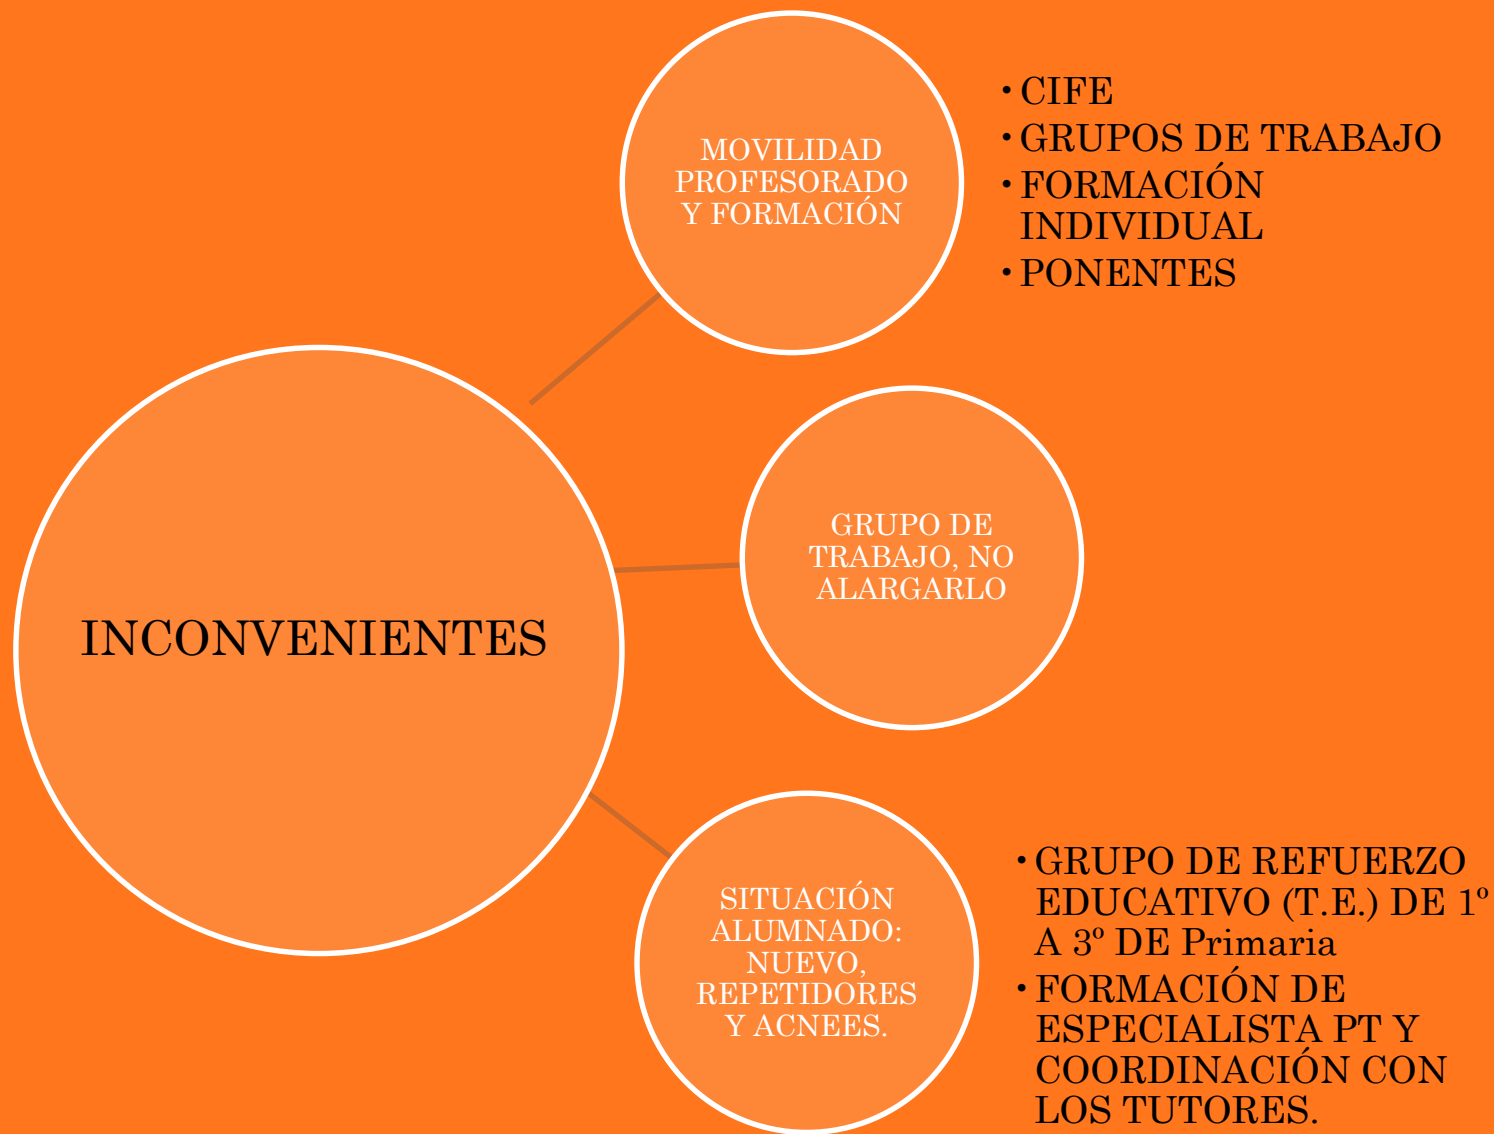 INCONVENIENTES
MOVILIDAD
PROFESORADO
Y FORMACIÓN
• CIFE
• GRUPOS DE TRABAJO
• FORMACIÓN
INDIVIDUAL
• PONENTES
GRUPO DE
TRABAJO, NO
ALARGARLO
SITUACIÓN
ALUMNADO:
NUEVO,
REPETIDORES
Y ACNEES.
• GRUPO DE REFUERZO
EDUCATIVO (T.E.) DE 1º
A 3º DE Primaria
• FORMACIÓN DE
ESPECIALISTA PT Y
COORDINACIÓN CON
LOS TUTORES.